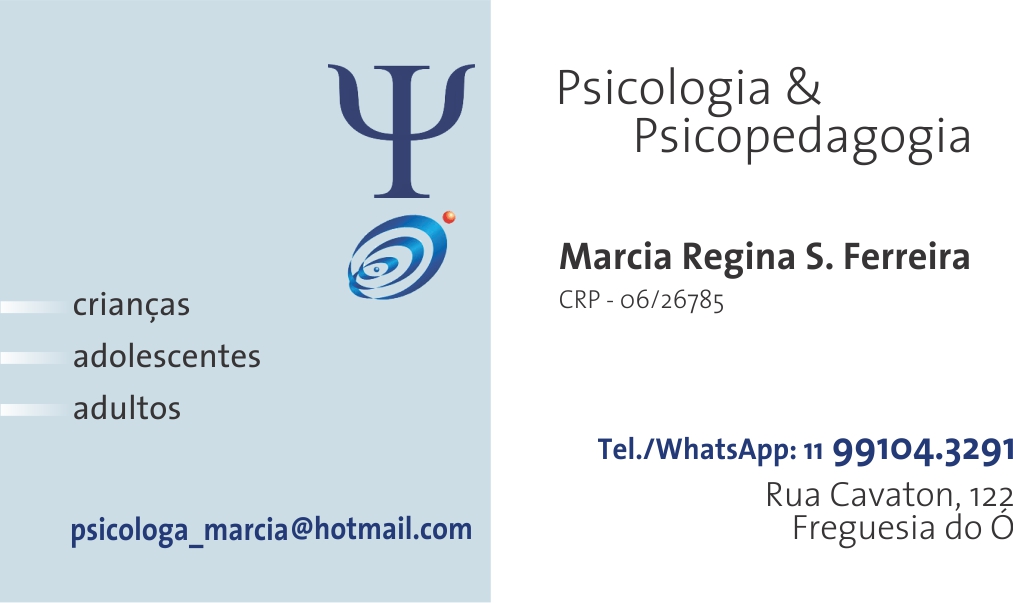 Ψ
crianças
adolescentes
adultos
psicologa_marcia@hotmail.com
Psicologia &
Psicopedagogia
Marcia Regina S. Ferreira
CRP - 06/26785
Tel./WhatsApp: 11 99104.3291
Rua Cavaton, 122
Freguesia do Ó